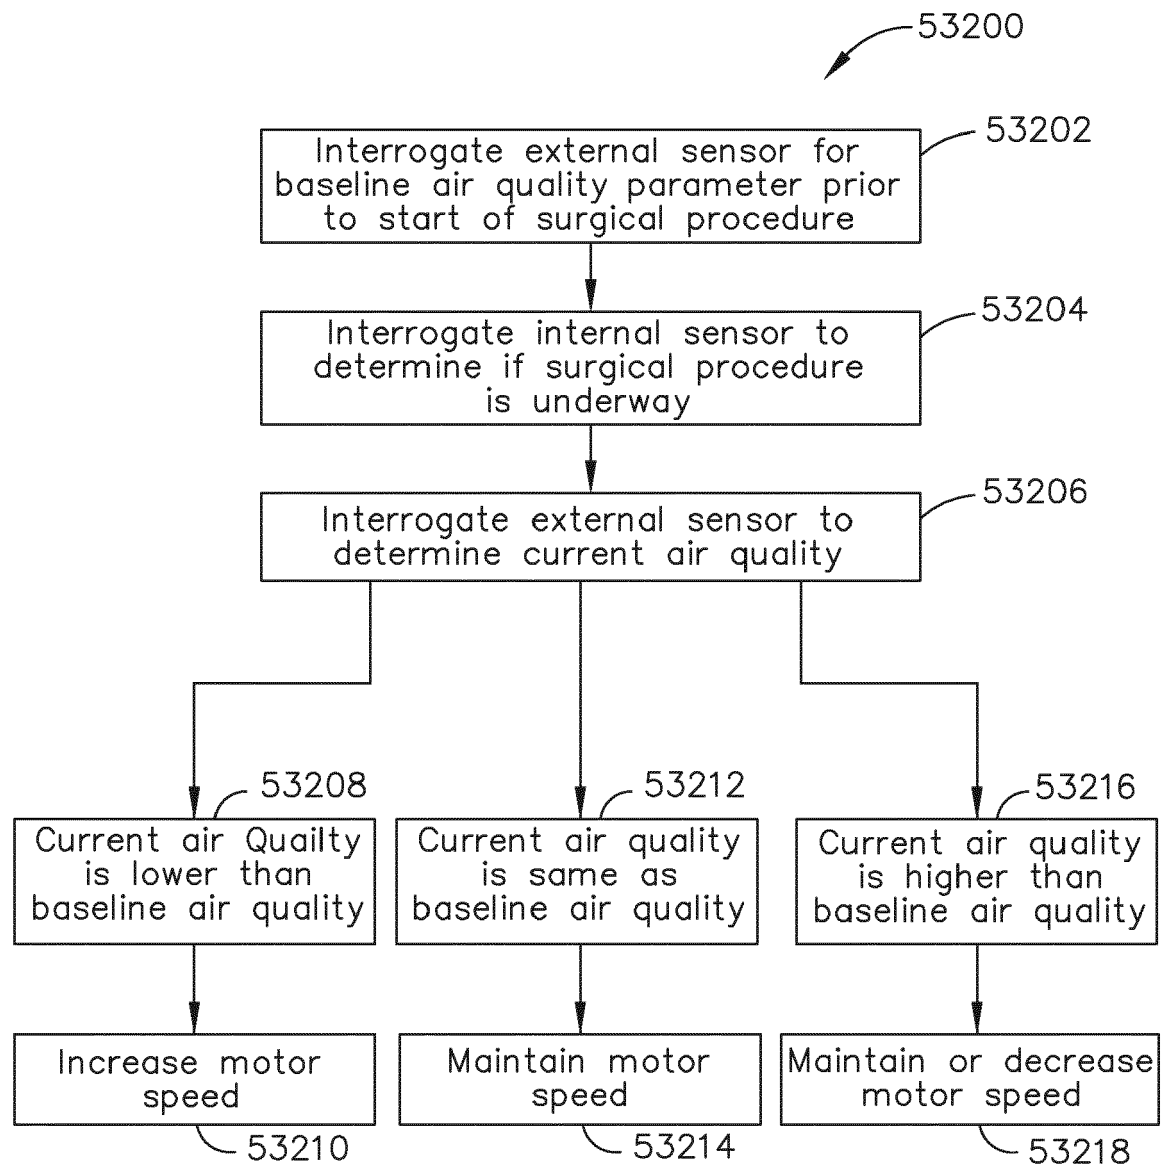 53200
53202
Interrogate external sensor for
baseline air quality parameter prior
to start of surgical procedure
53204
Interrogate internal sensor to
determine if surgical procedure
is underway
53206
Interrogate external sensor to
determine current air quality
53208
Current air Quailty
is lower than
baseline air quality
53212
Current air quality
is same as
baseline air quality
53216
Current air quality
is higher than
baseline air quality
Increase motor
speed
53210
Maintain motor
speed
53214
Maintain or decrease
motor speed
53218